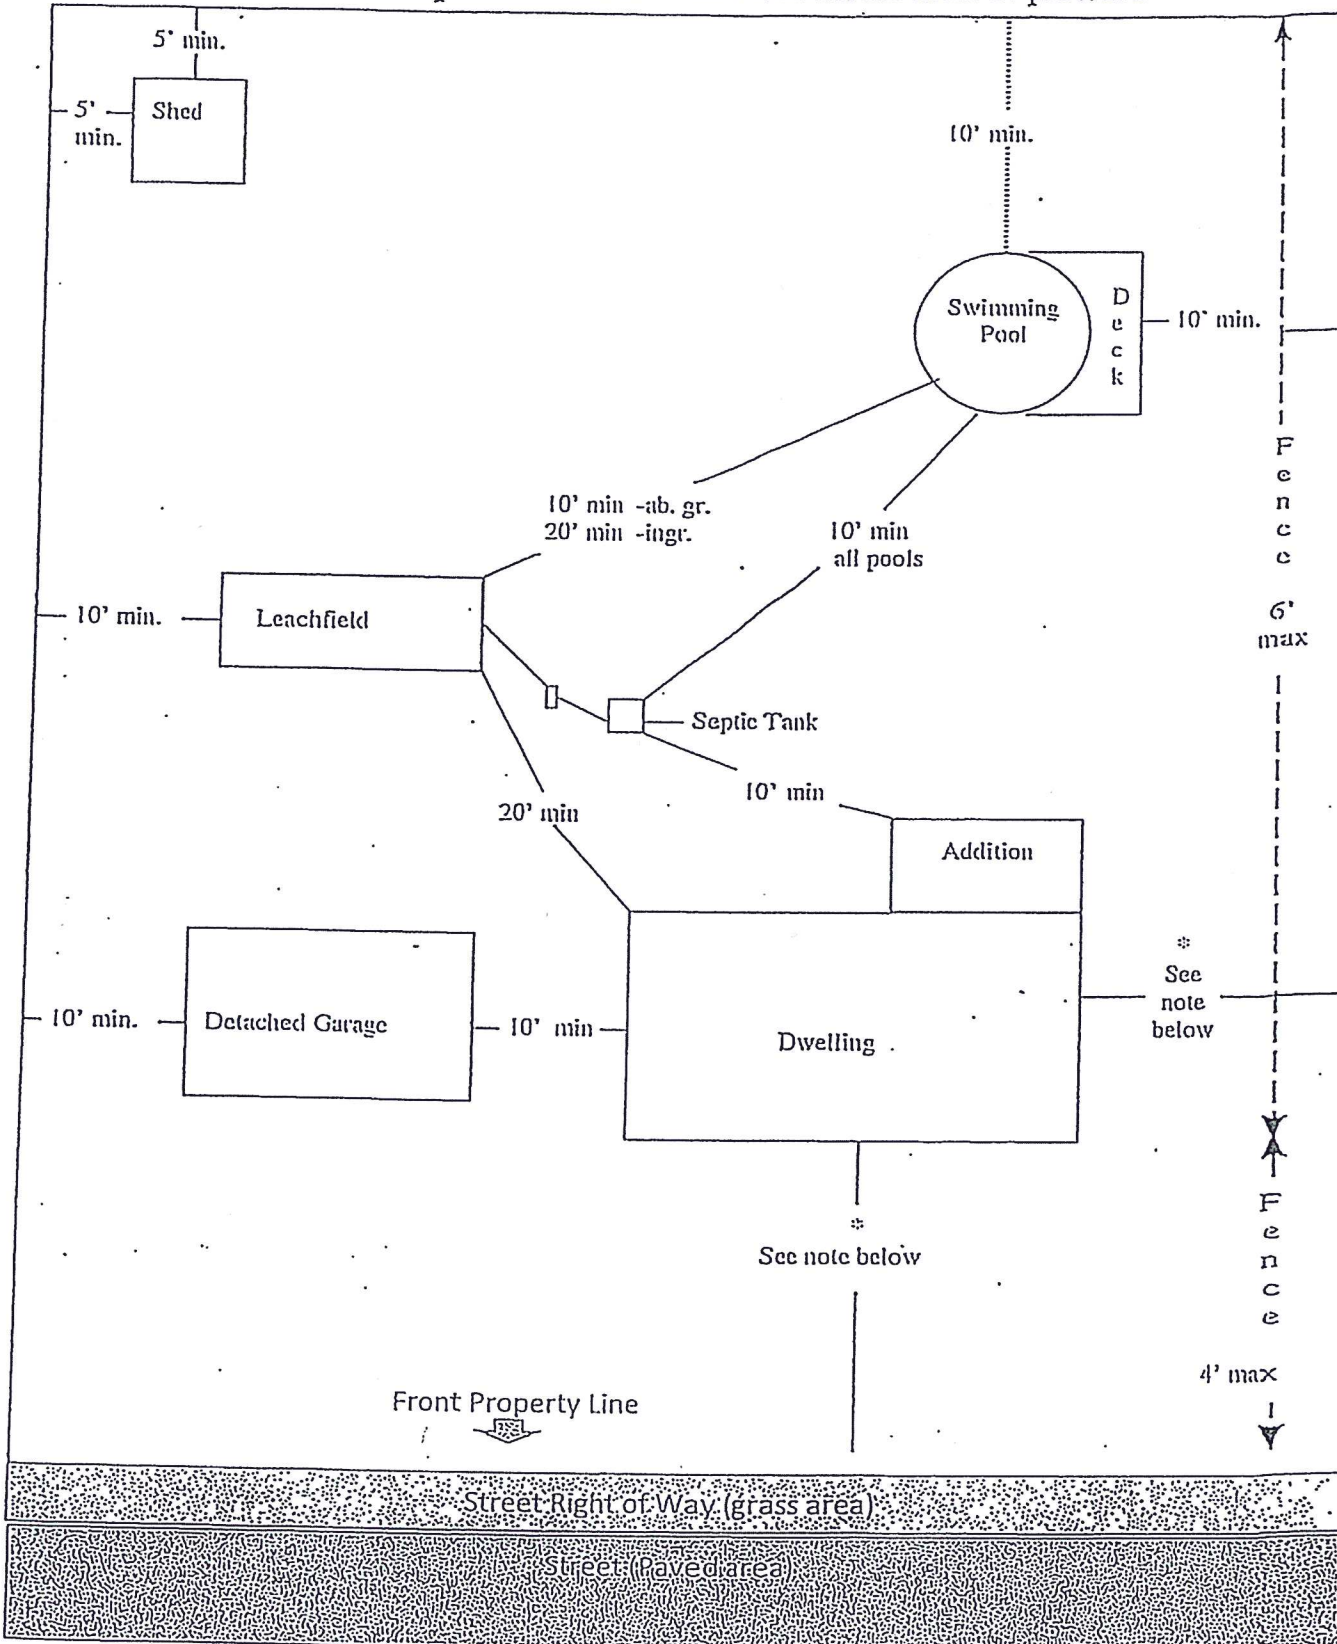 5' min.
5'
min.
Shed
10' min.
Swimming
Pool
Deck
10' min.
Fence
6'
max
10' min -ab. gr.
20' min -ingr.
10' min
all pools
10' min.
Leachfield
Septic Tank
10' min
20' min
Addition
10' min.
Detached Garage
10' min
Dwelling
*
See
note
below
*
See note below
Fence
4' max
Front Property Line
Street Right of Way (grass area)
Street (Paved area)